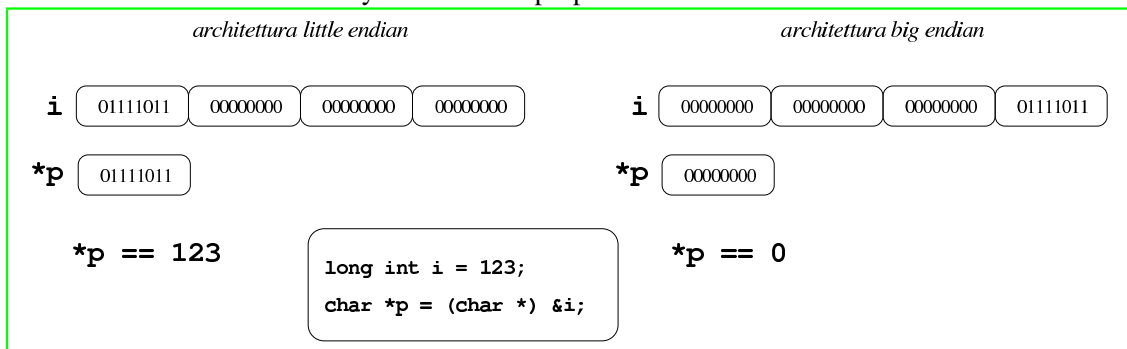 architettura little endian
architettura big endian
i 01111011 00000000 00000000 00000000
i 00000000 00000000 00000000 01111011
*p 01111011
*p 00000000
*p == 123
*p == 0
long int i = 123;
char *p = (char *) &i;